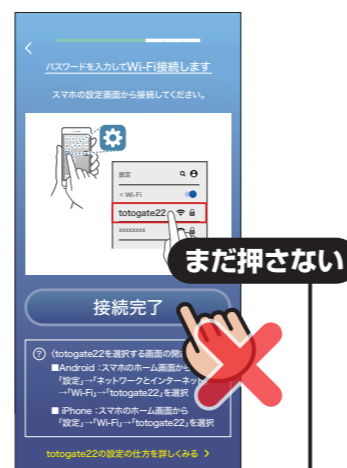 パスワードを入力してWi-Fi接続します
スマホの設定画面から接続してください。
設定
< Wi-Fi
totogate22
xxxxxxxx
まだ押さない
接続完了
? 《totogate22を選択する画面の開
■Android：スマホのホーム画面から
「設定」→「ネットワークとインターネット
→「Wi-Fi」→「totogate22」を選択
■ iPhone：スマホのホーム画面から
「設定」→「Wi-Fi」→「totogate22」を選択
totogate22の設定の仕方を詳しくみる >